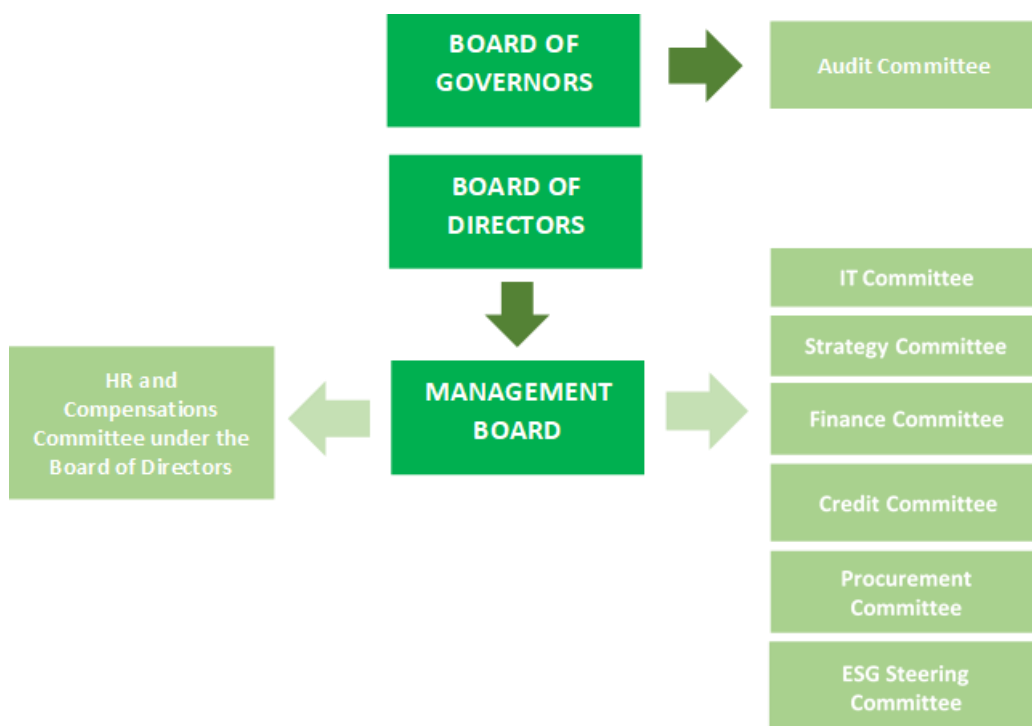 BOARD OF
GOVERNORS
Audit Committee
BOARD OF
DIRECTORS
IT Committee
Strategy Committee
HR and
Compensations
Committee under the
Board of Directors
MANAGEMENT
BOARD
Finance Committee
Credit Committee
Procurement
Committee
ESG Steering
Committee